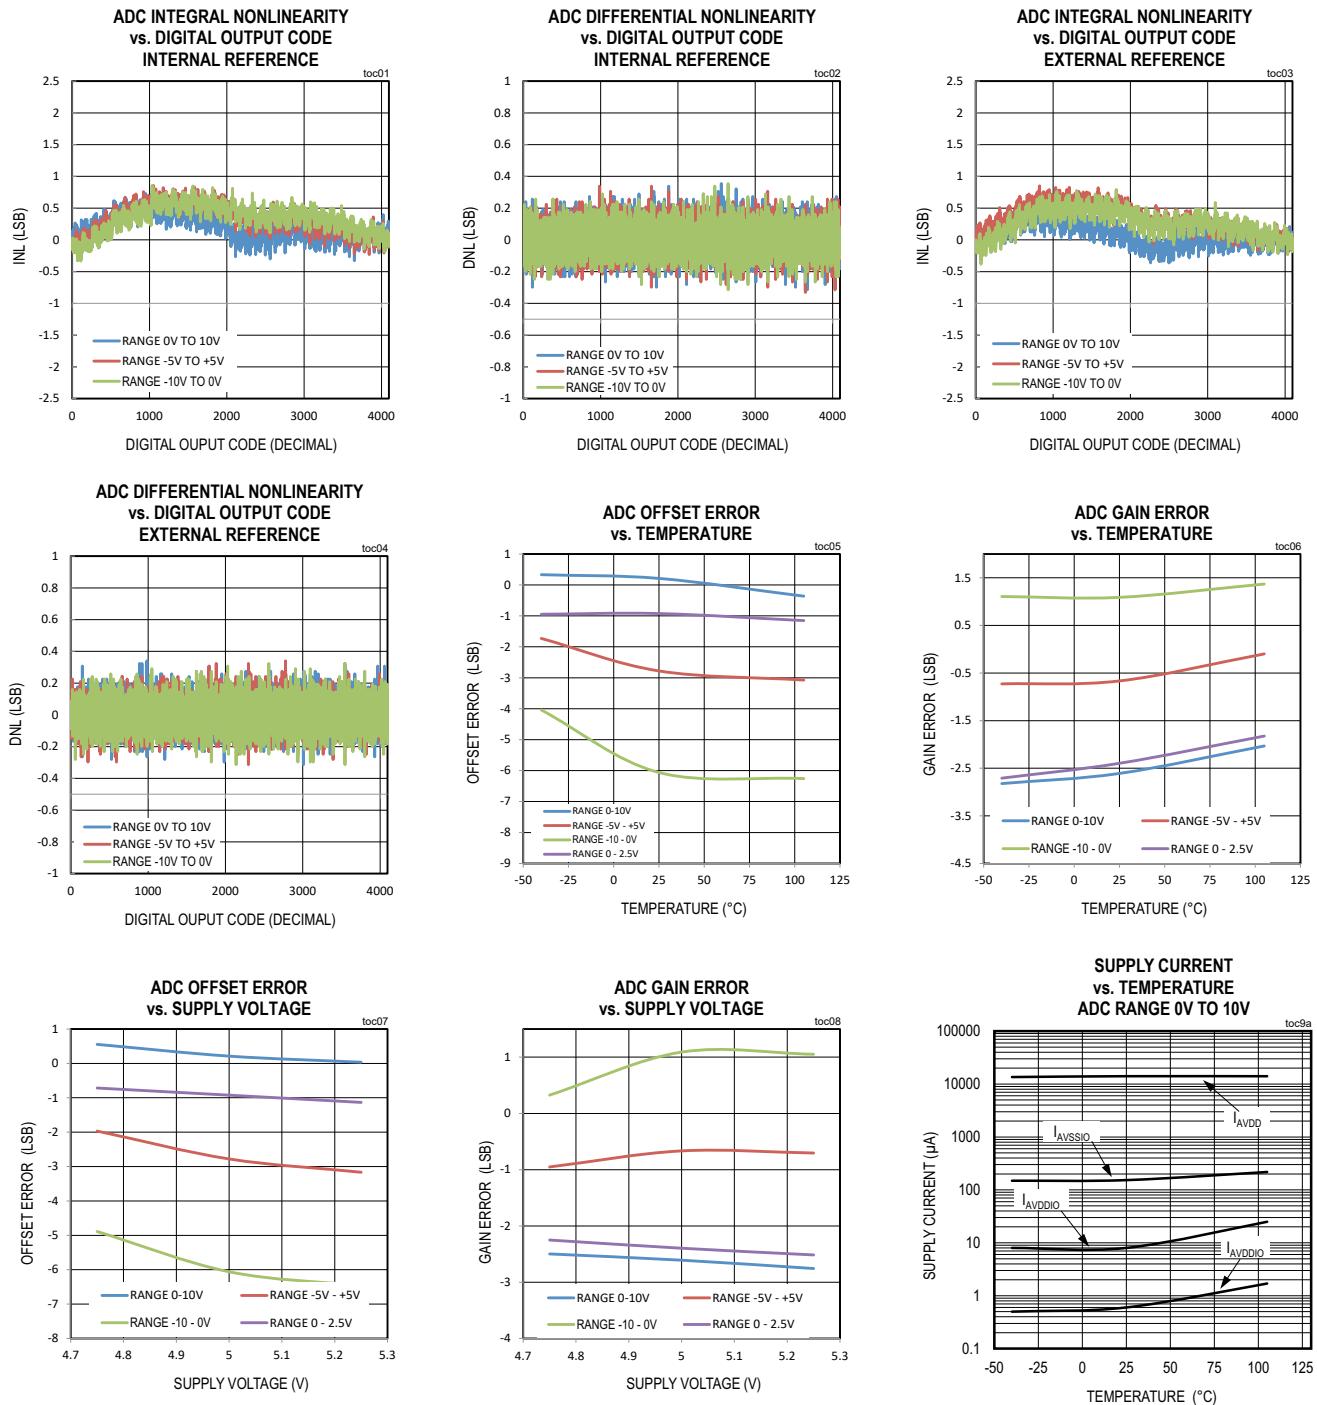 ADC INTEGRAL NONLINEARITY
vs. DIGITAL OUTPUT CODE
INTERNAL REFERENCE
toc01
2.5
2
1.5
1
0.5
0
-0.5
-1
-1.5
-2
-2.5
INL (LSB)
RANGE 0V TO 10V
RANGE -5V TO +5V
RANGE -10V TO 0V
0 1000 2000 3000 4000
DIGITAL OUPUT CODE (DECIMAL)
ADC DIFFERENTIAL NONLINEARITY
vs. DIGITAL OUTPUT CODE
INTERNAL REFERENCE
toc02
1
0.8
0.6
0.4
0.2
0
-0.2
-0.4
-0.6
-0.8
-1
DNL (LSB)
RANGE 0V TO 10V
RANGE -5V TO +5V
RANGE -10V TO 0V
0 1000 2000 3000 4000
DIGITAL OUPUT CODE (DECIMAL)
ADC INTEGRAL NONLINEARITY
vs. DIGITAL OUTPUT CODE
EXTERNAL REFERENCE
toc03
2.5
2
1.5
1
0.5
0
-0.5
-1
-1.5
-2
-2.5
INL (LSB)
RANGE 0V TO 10V
RANGE -5V TO +5V
RANGE -10V TO 0V
0 1000 2000 3000 4000
DIGITAL OUPUT CODE (DECIMAL)
ADC DIFFERENTIAL NONLINEARITY
vs. DIGITAL OUTPUT CODE
EXTERNAL REFERENCE
toc04
1
0.8
0.6
0.4
0.2
0
-0.2
-0.4
-0.6
-0.8
-1
DNL (LSB)
RANGE 0V TO 10V
RANGE -5V TO +5V
RANGE -10V TO 0V
0 1000 2000 3000 4000
DIGITAL OUPUT CODE (DECIMAL)
ADC OFFSET ERROR
vs. TEMPERATURE
toc05
1
0
-1
-2
-3
-4
-5
-6
-7
-8
-9
OFFSET ERROR (LSB)
RANGE 0-10V
RANGE -5V - +5V
RANGE -10 - 0V
RANGE 0 - 2.5V
-50 -25 0 25 50 75 100 125
TEMPERATURE (°C)
ADC GAIN ERROR
vs. TEMPERATURE
toc06
1.5
0.5
-0.5
-1.5
-2.5
-3.5
-4.5
GAIN ERROR (LSB)
RANGE 0-10V RANGE -5V - +5V
RANGE -10 - 0V RANGE 0 - 2.5V
-50 -25 0 25 50 75 100 125
TEMPERATURE (°C)
ADC OFFSET ERROR
vs. SUPPLY VOLTAGE
toc07
1
0
-1
-2
-3
-4
-5
-6
-7
-8
OFFSET ERROR (LSB)
RANGE 0-10V RANGE -5V - +5V
RANGE -10 - 0V RANGE 0 - 2.5V
4.7 4.8 4.9 5 5.1 5.2 5.3
SUPPLY VOLTAGE (V)
ADC GAIN ERROR
vs. SUPPLY VOLTAGE
toc08
1
0
-1
-2
-3
-4
GAIN ERROR (LSB)
RANGE 0-10V RANGE -5V - +5V
RANGE -10 - 0V RANGE 0 - 2.5V
4.7 4.8 4.9 5 5.1 5.2 5.3
SUPPLY VOLTAGE (V)
SUPPLY CURRENT
vs. TEMPERATURE
ADC RANGE 0V TO 10V
toc9a
100000
10000
1000
100
10
1
0.1
SUPPLY CURRENT (µA)
IAVDD
IAVSSIO
IAVDDIO
IAVDDIO
-50 -25 0 25 50 75 100 125
TEMPERATURE (°C)